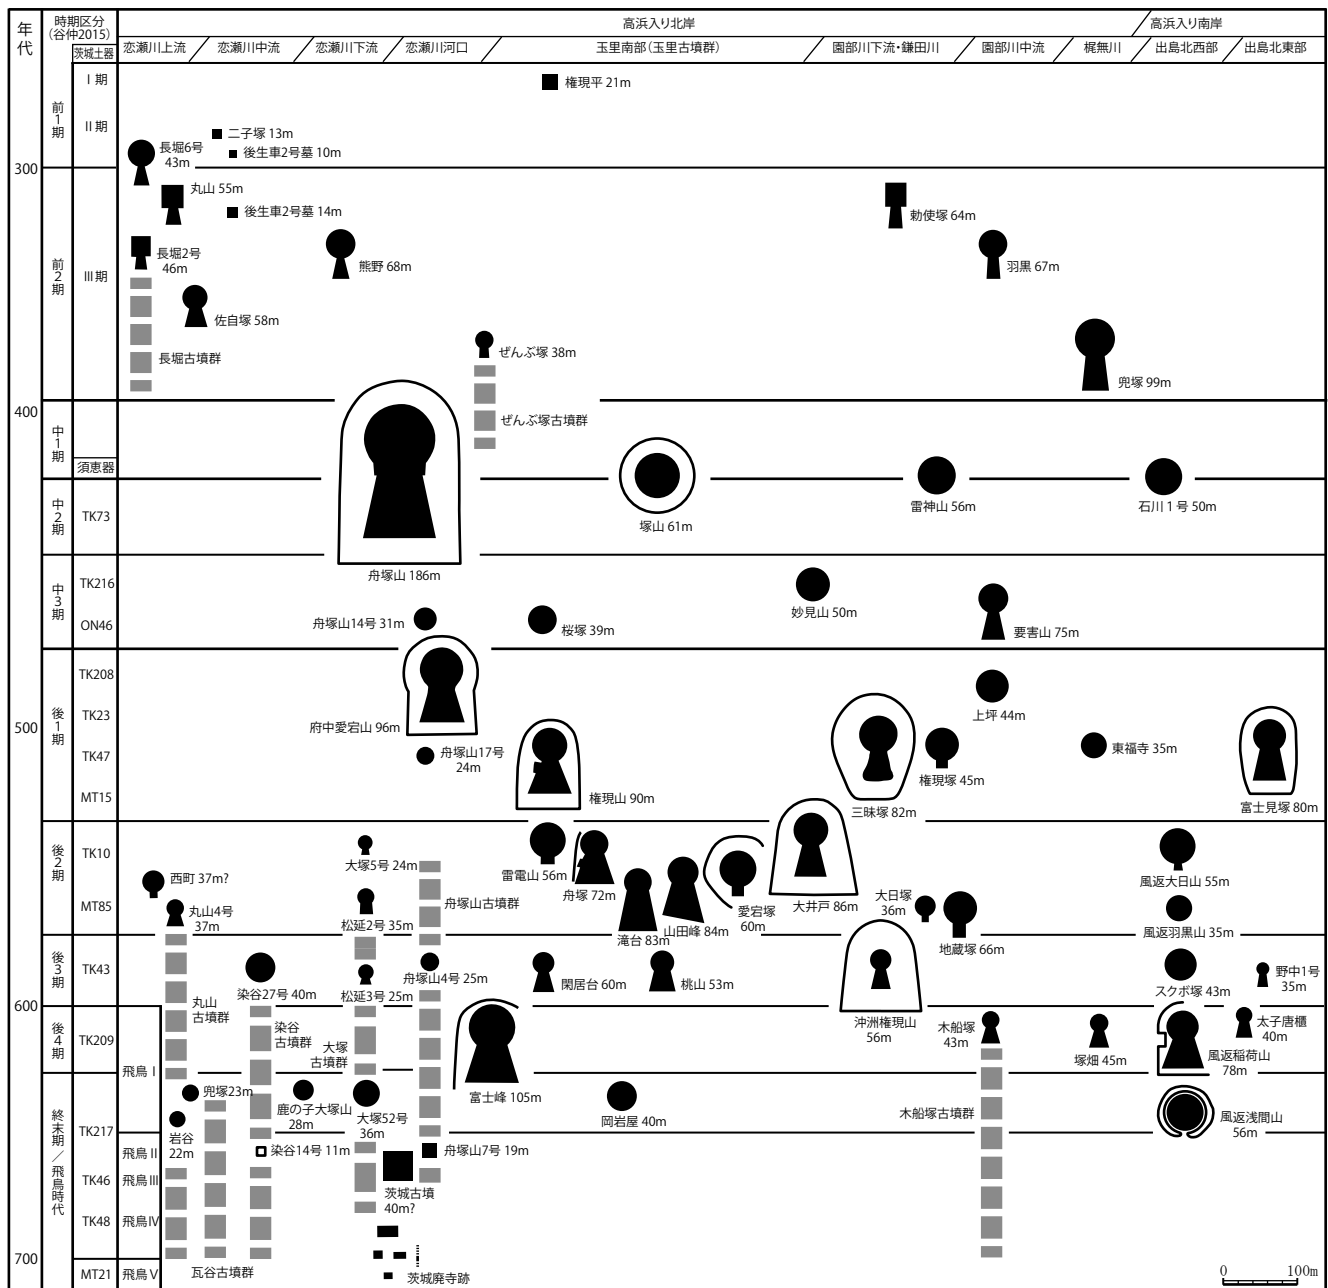 年代
時期区分
(谷仲2015)
茨城土器
高浜入り北岸
高浜入り南岸
恋瀬川上流
恋瀬川中流
恋瀬川下流
恋瀬川河口
玉里南部(玉里古墳群)
園部川下流・鎌田川
園部川中流
梶無川
出島北西部
出島北東部
前1期
Ⅰ期
Ⅱ期
権現平 21m
二子塚 13m
後生車2号墓 10m
長堀6号
43m
300
前2期
Ⅲ期
丸山 55m
後生車2号墓 14m
勅使塚 64m
長堀2号
46m
熊野 68m
羽黒 67m
佐自塚 58m
長堀古墳群
ぜんぶ塚 38m
兜塚 99m
400
中1期
須恵器
ぜんぶ塚古墳群
中2期
TK73
塚山 61m
雷神山 56m
石川1号 50m
舟塚山 186m
中3期
TK216
ON46
妙見山 50m
舟塚山14号 31m
桜塚 39m
要害山 75m
後1期
TK208
TK23
TK47
MT15
500
上坪 44m
府中愛宕山 96m
舟塚山17号
24m
権現山 90m
三昧塚 82m
権現塚 45m
東福寺 35m
富士見塚 80m
後2期
TK10
MT85
大塚5号 24m
西町 37m?
丸山4号
37m
松延2号 35m
舟塚山古墳群
雷電山 56m
舟塚 72m
滝台 83m
山田峰 84m
愛宕塚
60m
大井戸 86m
大日塚
36m
地蔵塚 66m
風返大日山 55m
風返羽黒山 35m
後3期
TK43
染谷27号 40m
松延3号 25m
舟塚山4号 25m
閑居台 60m
桃山 53m
沖洲権現山
56m
スクボ塚 43m
野中1号
35m
丸山
古墳群
600
後4期
TK209
飛鳥Ⅰ
染谷
古墳群
大塚
古墳群
富士峰 105m
木船塚
43m
塚畑 45m
風返稲荷山
78m
太子唐櫃
40m
終末期／飛鳥時代
TK217
兜塚23m
岩谷
22m
鹿の子大塚山
28m
大塚52号
36m
岡岩屋 40m
木船塚古墳群
風返浅間山
56m
飛鳥Ⅱ
染谷14号 11m
舟塚山7号 19m
TK46
飛鳥Ⅲ
茨城古墳
40m?
TK48
飛鳥Ⅳ
700
MT21
飛鳥Ⅴ
瓦谷古墳群
茨城廃寺跡
0 100m